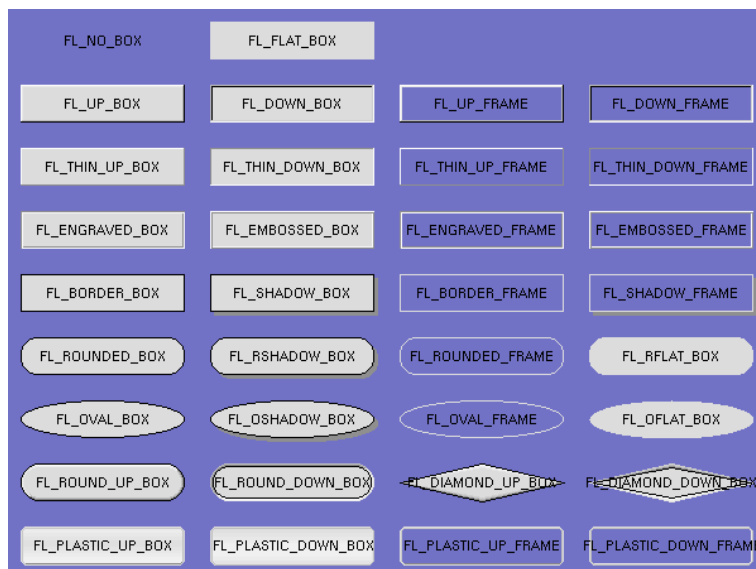 FL_NO_BOX FL_FLAT_BOX
FL_UP_BOX FL_DOWN_BOX FL_UP_FRAME FL_DOWN_FRAME
FL_THIN_UP_BOX FL_THIN_DOWN_BOX FL_THIN_UP_FRAME FL_THIN_DOWN_FRAME
FL_ENGRAVED_BOX FL_EMBOSSED_BOX FL_ENGRAVED_FRAME FL_EMBOSSED_FRAME
FL_BORDER_BOX FL_SHADOW_BOX FL_BORDER_FRAME FL_SHADOW_FRAME
FL_ROUNDED_BOX FL_RSHADOW_BOX FL_ROUNDED_FRAME FL_RFLAT_BOX
FL_OVAL_BOX FL_OSHADOW_BOX FL_OVAL_FRAME FL_OFLAT_BOX
FL_ROUND_UP_BOX FL_ROUND_DOWN_BOX FL_DIAMOND_UP_BOX FL_DIAMOND_DOWN_BOX
FL_PLASTIC_UP_BOX FL_PLASTIC_DOWN_BOX FL_PLASTIC_UP_FRAME FL_PLASTIC_DOWN_FRAME